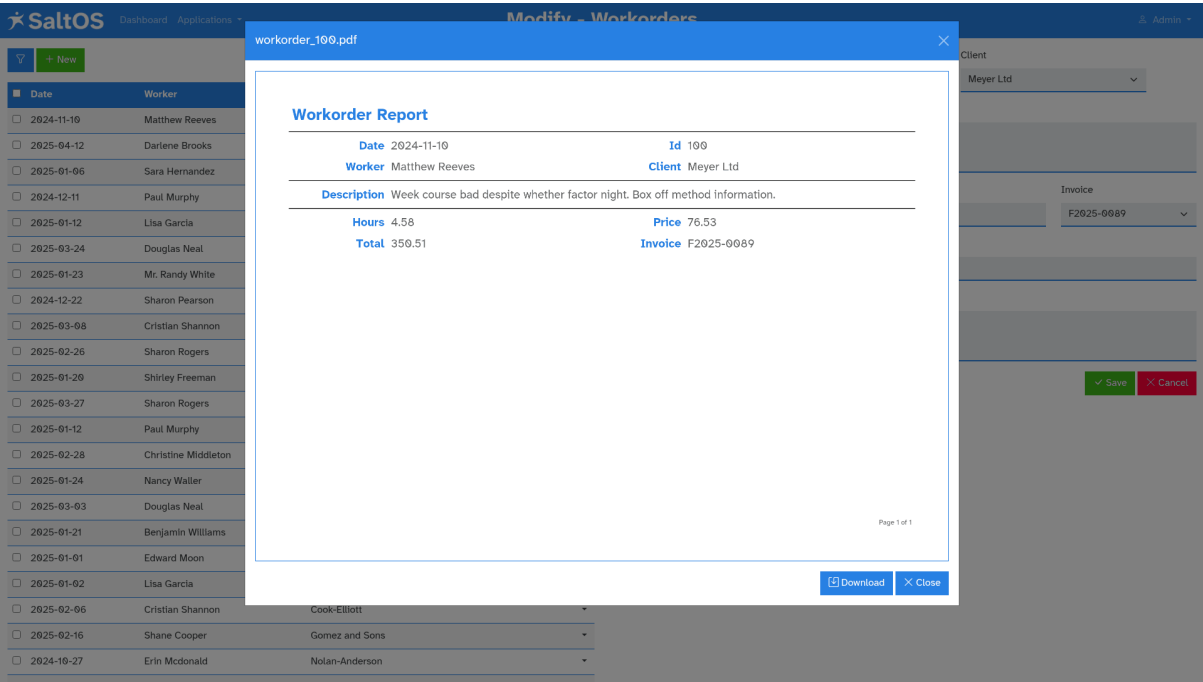 SaltOS Dashboard Applications Modify - Workorders Admin
New
Date Worker
2024-11-10 Matthew Reeves
2025-04-12 Darlene Brooks
2025-01-06 Sara Hernandez
2024-12-11 Paul Murphy
2025-01-12 Lisa Garcia
2025-03-24 Douglas Neal
2025-01-23 Mr. Randy White
2024-12-22 Sharon Pearson
2025-03-08 Cristian Shannon
2025-02-26 Sharon Rogers
2025-01-20 Shirley Freeman
2025-03-27 Sharon Rogers
2025-01-12 Paul Murphy
2025-02-28 Christine Middleton
2025-01-24 Nancy Waller
2025-03-03 Douglas Neal
2025-01-21 Benjamin Williams
2025-01-01 Edward Moon
2025-01-02 Lisa Garcia
2025-02-06 Cristian Shannon Cook-Elliott
2025-02-16 Shane Cooper Gomez and Sons
2024-10-27 Erin Mcdonald Nolan-Anderson
workorder_100.pdf
Workorder Report
Date 2024-11-10 Id 100
Worker Matthew Reeves Client Meyer Ltd
Description Week course bad despite whether factor night. Box off method information.
Hours 4.58 Price 76.53
Total 350.51 Invoice F2025-0089
Page 1 of 1
Download Close
Client
Meyer Ltd
Invoice
F2025-0089
Save Cancel